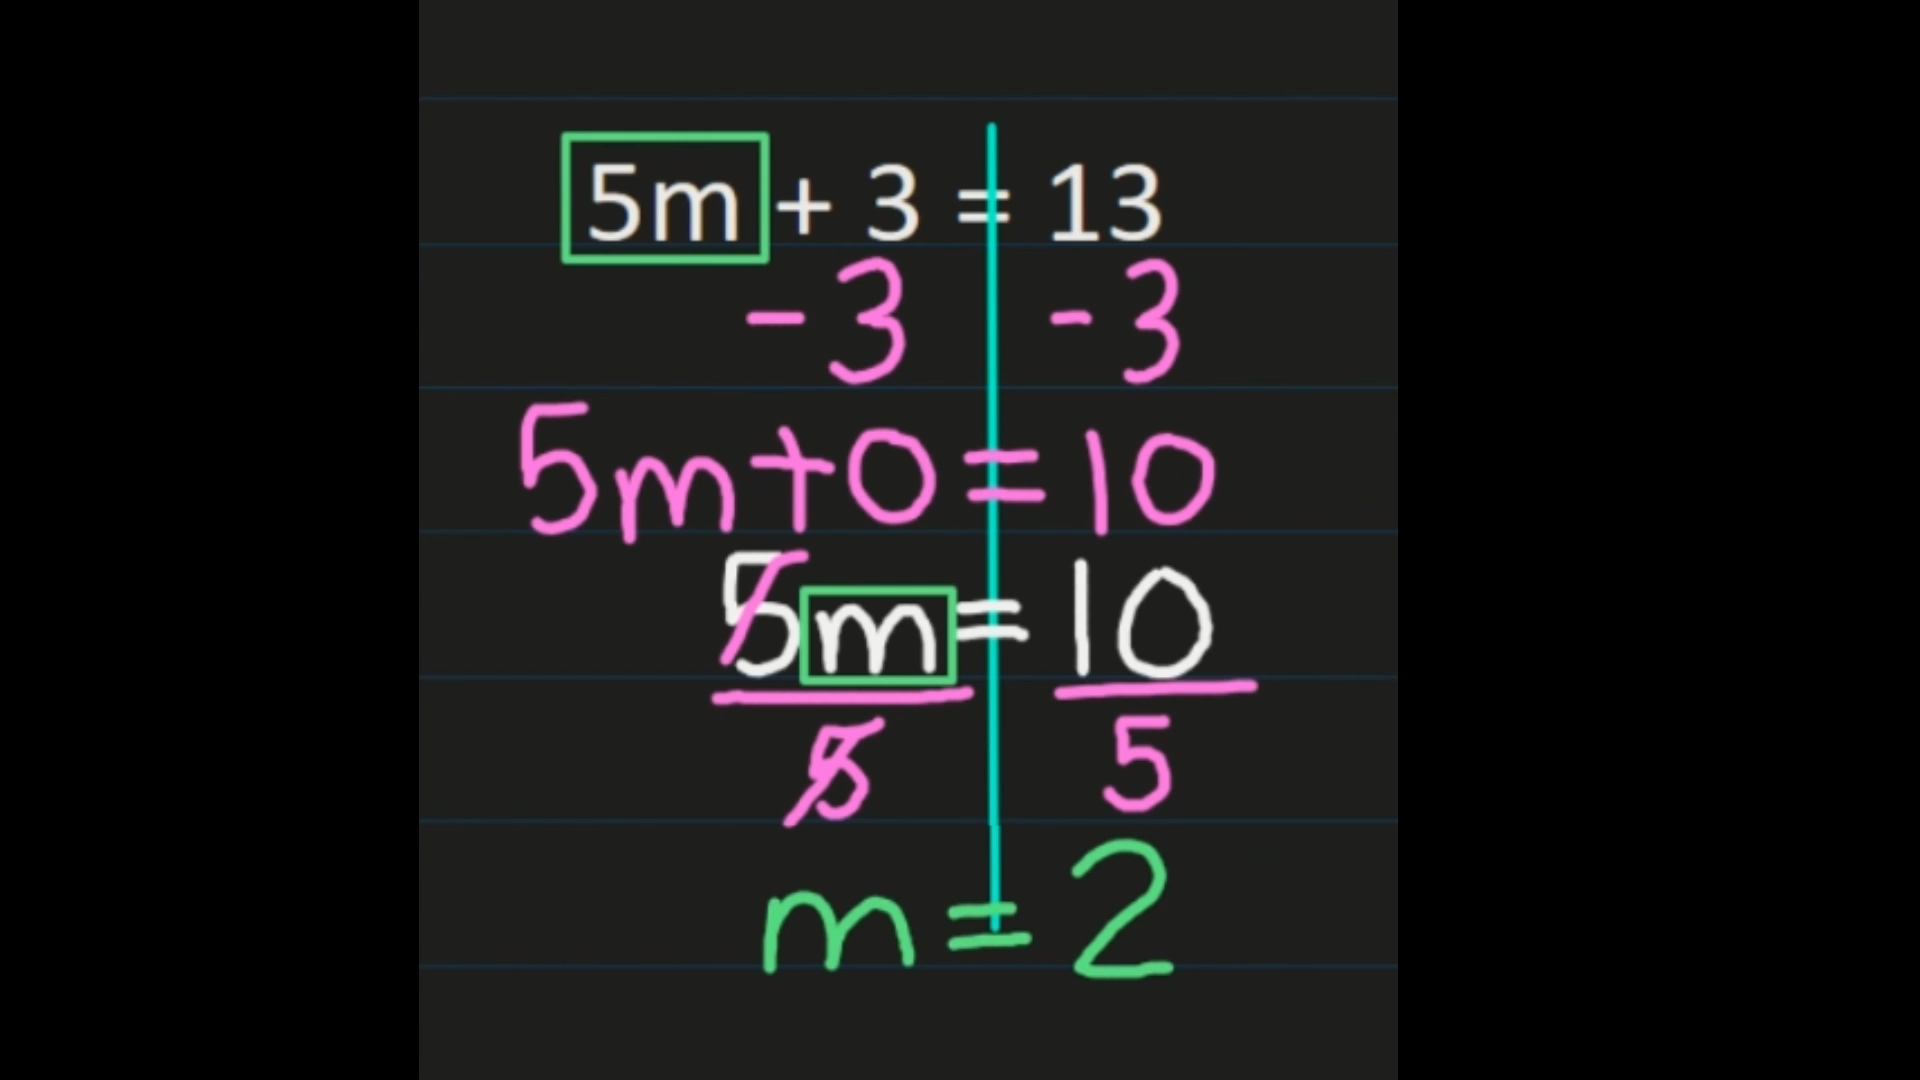 5m + 3 = 13
- 3 - 3
5m + 0 = 10
5m = 10
5 5
m = 2